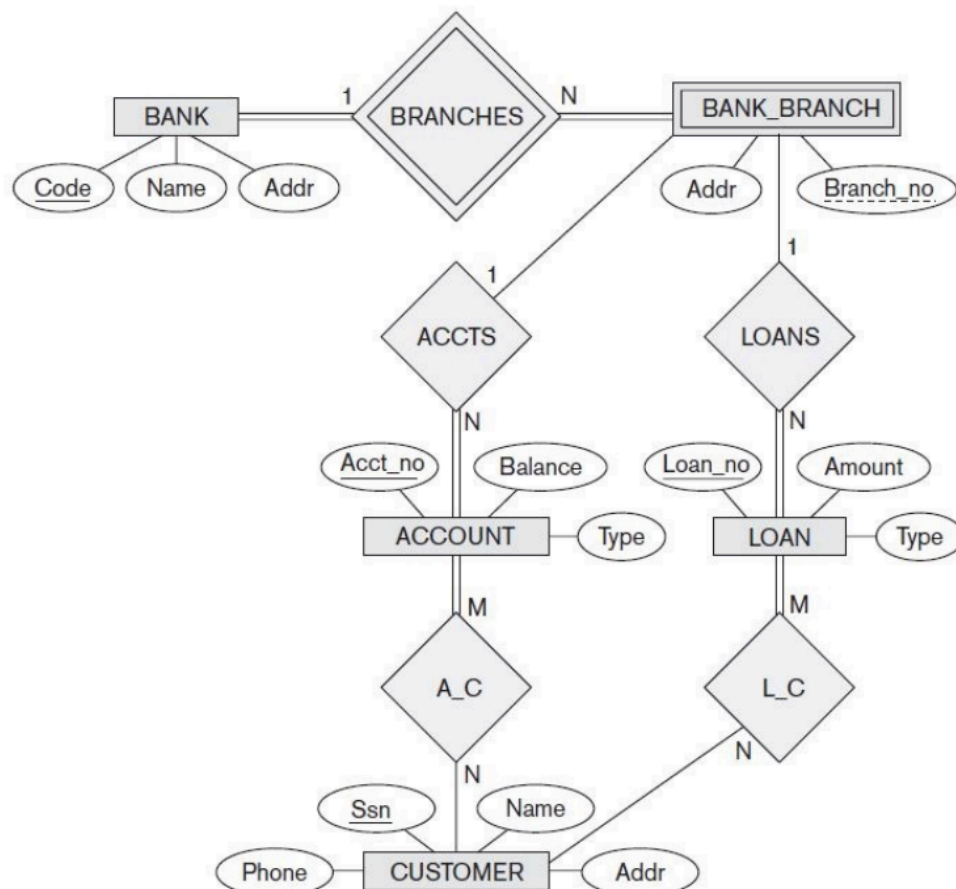 1 N
BANK BRANCHES BANK_BRANCH
Code Name Addr Addr Branch_no
1 1
ACCTS LOANS
N N
Acct_no Balance Loan_no Amount
ACCOUNT Type LOAN Type
M M
A_C L_C
N N
Ssn Name
Phone CUSTOMER Addr